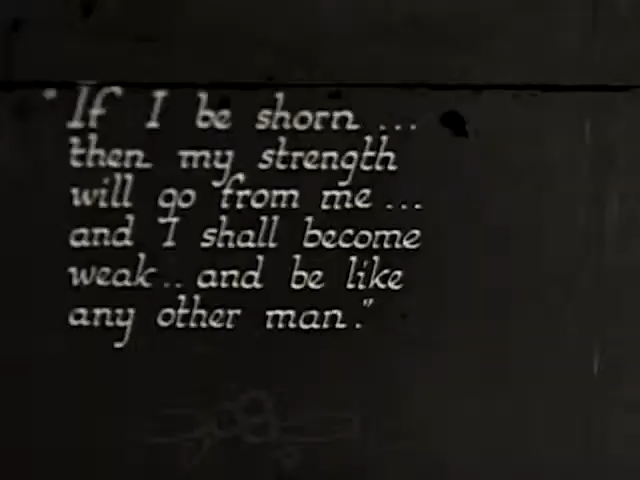 "If I be shorn ...
then my strength
will go from me ...
and I shall become
weak.. and be like
any other man."